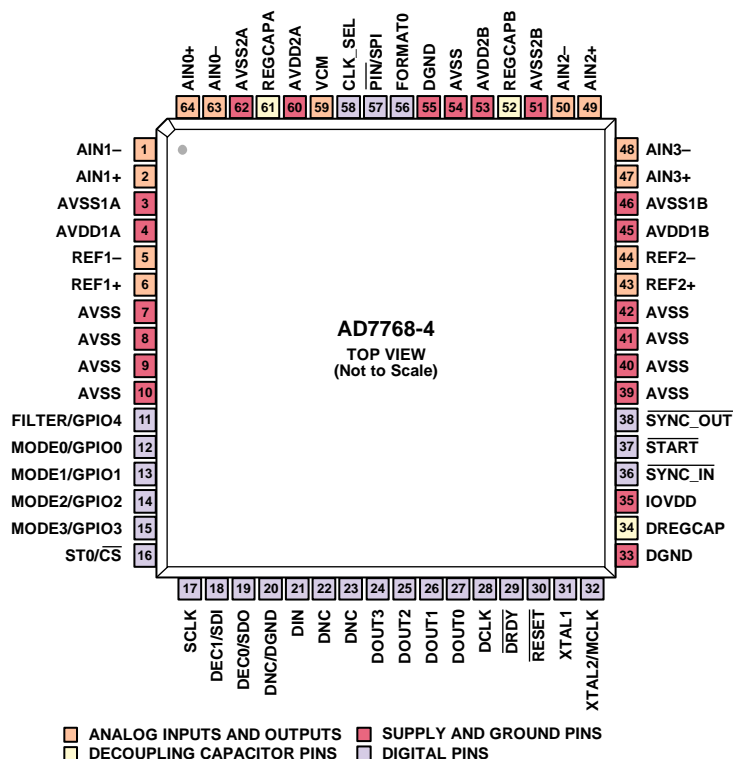 AIN0+ AIN0– AVSS2A REGCAPA AVDD2A VCM CLK_SEL PIN/SPI FORMAT0 DGND AVSS AVDD2B REGCAPB AVSS2B AIN2– AIN2+
64 63 62 61 60 59 58 57 56 55 54 53 52 51 50 49
AIN1– 1
AIN1+ 2
AVSS1A 3
AVDD1A 4
REF1– 5
REF1+ 6
AVSS 7
AVSS 8
AVSS 9
AVSS 10
FILTER/GPIO4 11
MODE0/GPIO0 12
MODE1/GPIO1 13
MODE2/GPIO2 14
MODE3/GPIO3 15
ST0/CS 16
AD7768-4
TOP VIEW
(Not to Scale)
48 AIN3–
47 AIN3+
46 AVSS1B
45 AVDD1B
44 REF2–
43 REF2+
42 AVSS
41 AVSS
40 AVSS
39 AVSS
38 SYNC_OUT
37 START
36 SYNC_IN
35 IOVDD
34 DREGCAP
33 DGND
17 18 19 20 21 22 23 24 25 26 27 28 29 30 31 32
SCLK DEC1/SDI DEC0/SDO DNC/DGND DIN DNC DNC DOUT3 DOUT2 DOUT1 DOUT0 DCLK DRDY RESET XTAL1 XTAL2/MCLK
ANALOG INPUTS AND OUTPUTS SUPPLY AND GROUND PINS
DECOUPLING CAPACITOR PINS DIGITAL PINS